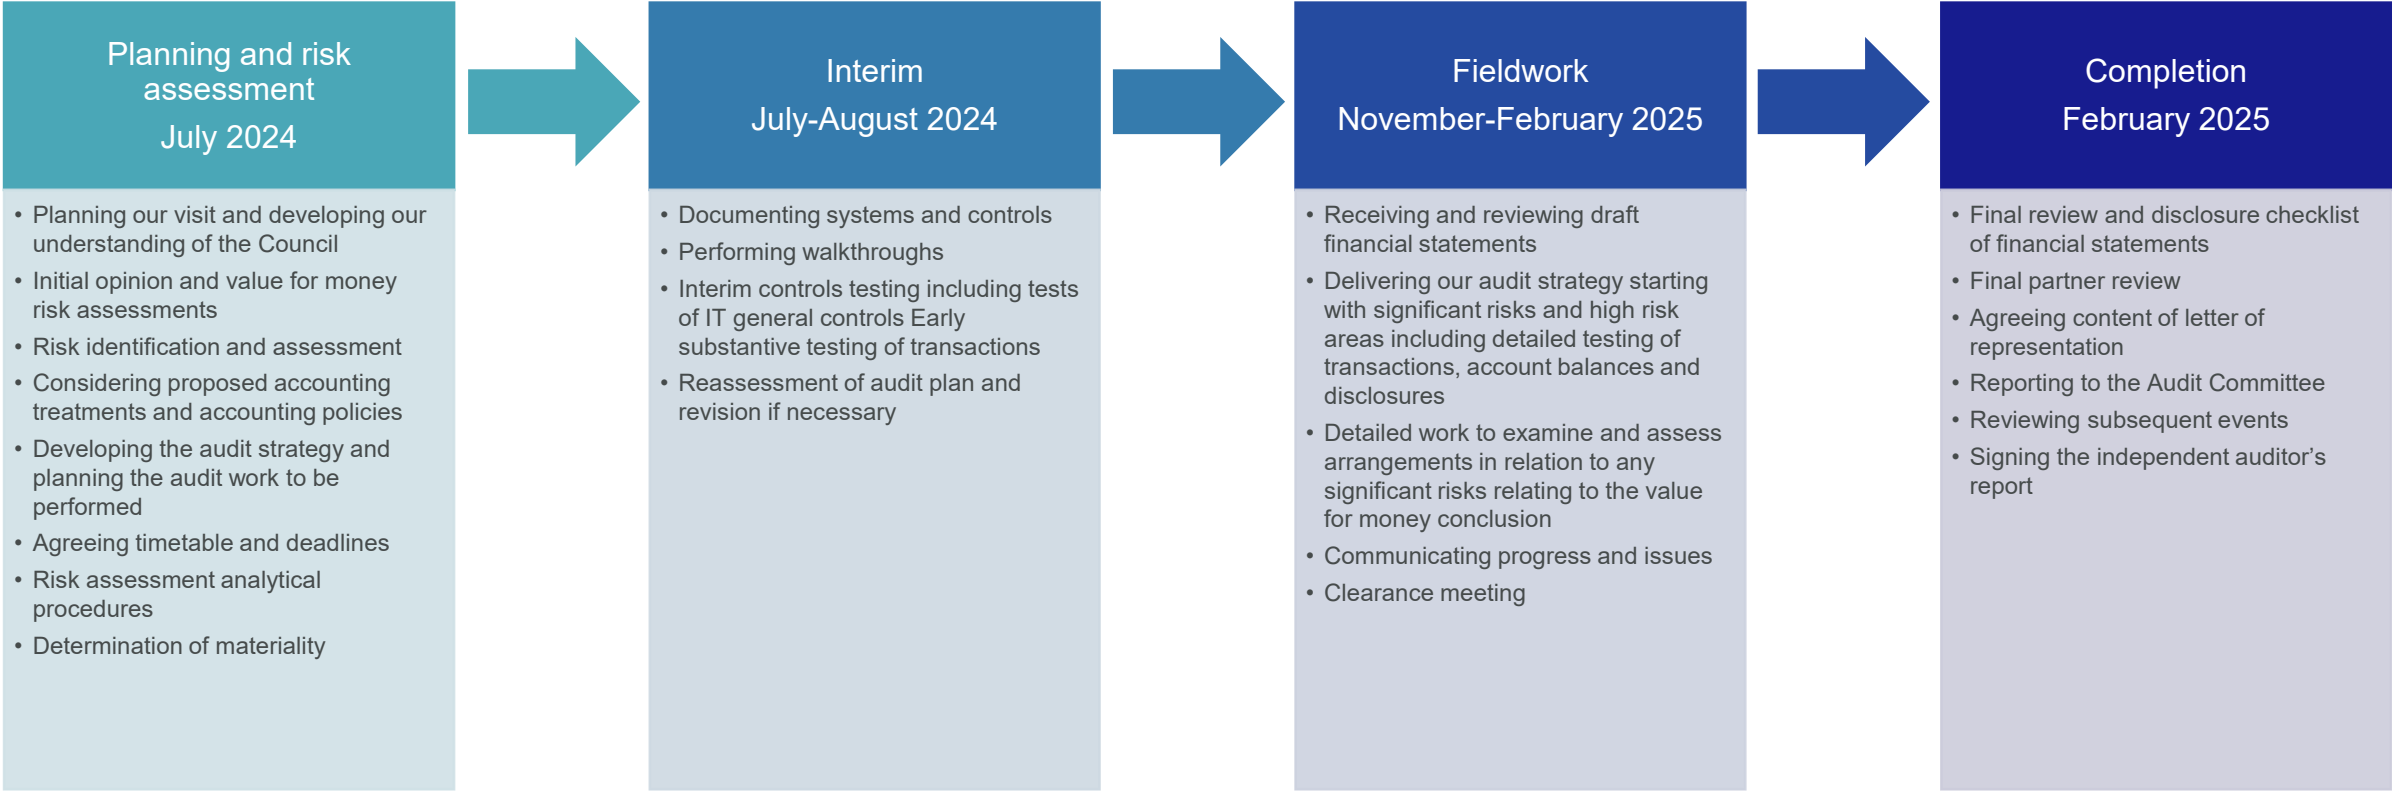 Planning and risk
assessment
July 2024
• Planning our visit and developing our
understanding of the Council
• Initial opinion and value for money
risk assessments
• Risk identification and assessment
• Considering proposed accounting
treatments and accounting policies
• Developing the audit strategy and
planning the audit work to be
performed
• Agreeing timetable and deadlines
• Risk assessment analytical
procedures
• Determination of materiality
Interim
July-August 2024
• Documenting systems and controls
• Performing walkthroughs
• Interim controls testing including tests
of IT general controls Early
substantive testing of transactions
• Reassessment of audit plan and
revision if necessary
Fieldwork
November-February 2025
• Receiving and reviewing draft
financial statements
• Delivering our audit strategy starting
with significant risks and high risk
areas including detailed testing of
transactions, account balances and
disclosures
• Detailed work to examine and assess
arrangements in relation to any
significant risks relating to the value
for money conclusion
• Communicating progress and issues
• Clearance meeting
Completion
February 2025
• Final review and disclosure checklist
of financial statements
• Final partner review
• Agreeing content of letter of
representation
• Reporting to the Audit Committee
• Reviewing subsequent events
• Signing the independent auditor’s
report